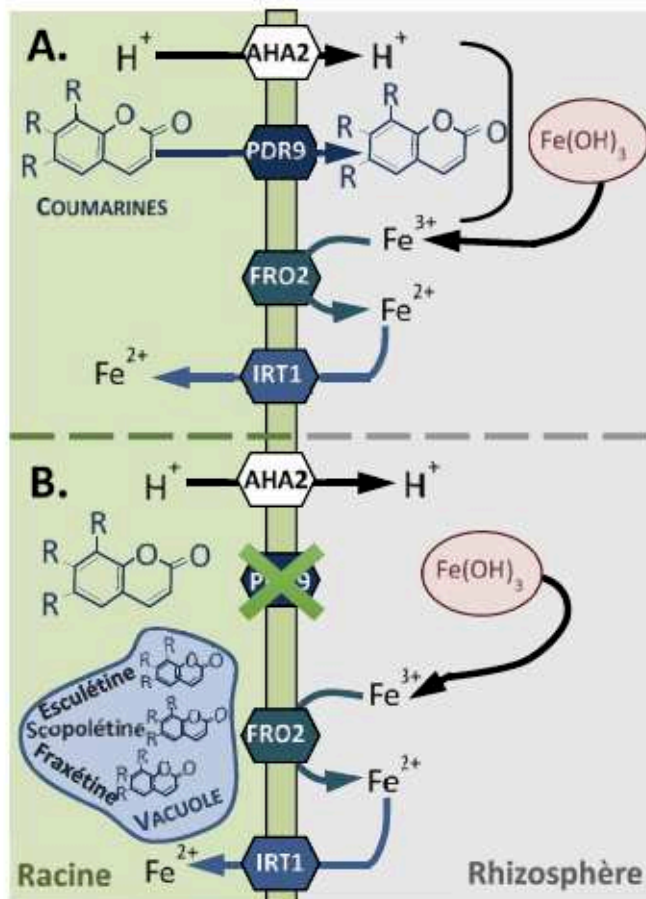 A.
H+ AHA2 H+
R R O O PDR9 R R O O Fe(OH)3
R R
COUMARINES
Fe3+
FRO2
Fe2+
Fe2+ IRT1
B.
H+ AHA2 H+
R R O O Fe(OH)3
R
Esculétine R R R O O
Fe3+
Scopolétine R R R O O FRO2
Fraxétine R R R O O Fe2+
VACUOLE
Fe2+ IRT1
Racine Rhizosphère